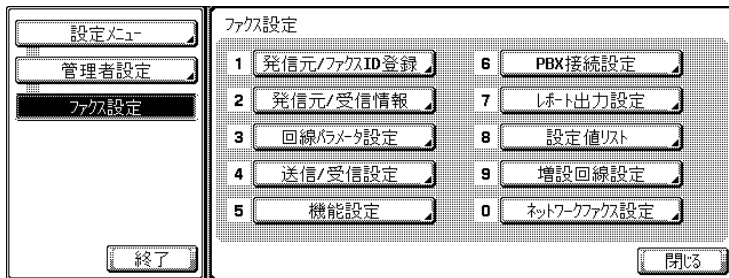 設定メニュー
管理者設定
ファクス設定
終了
ファクス設定
1 発信元/ファクスID登録
2 発信元/受信情報
3 回線パラメータ設定
4 送信/受信設定
5 機能設定
6 PBX接続設定
7 レポート出力設定
8 設定値リスト
9 増設回線設定
0 ネットワークファクス設定
閉じる